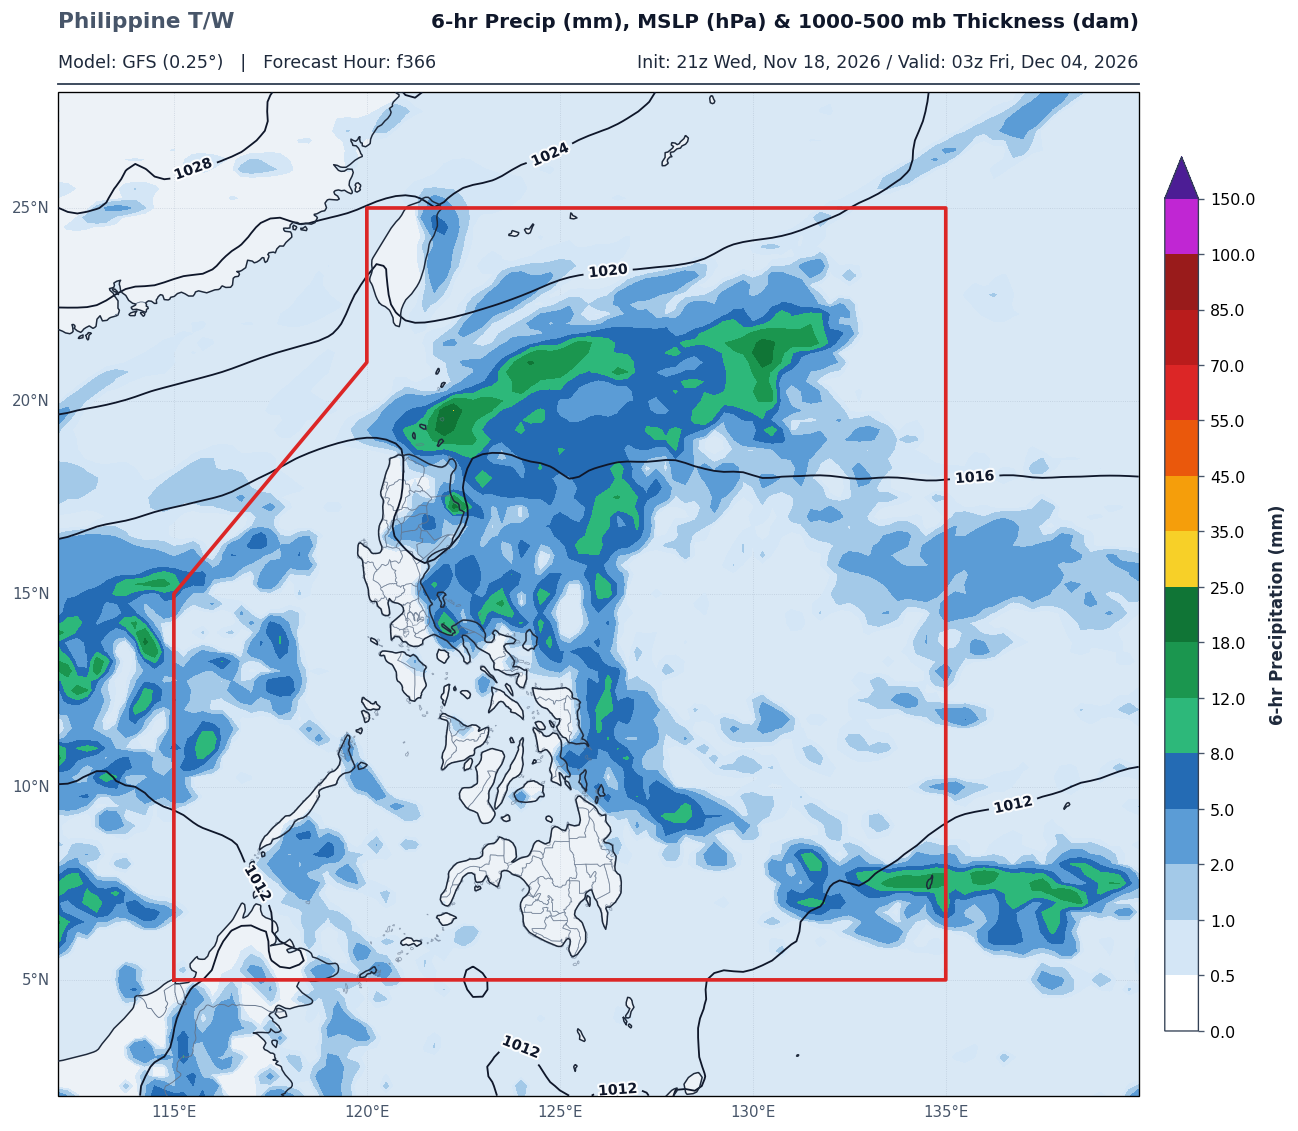 Philippine T/W
6-hr Precip (mm), MSLP (hPa) & 1000-500 mb Thickness (dam)
Model: GFS (0.25°) | Forecast Hour: f366
Init: 21z Wed, Nov 18, 2026 / Valid: 03z Fri, Dec 04, 2026
1028
1024
1020
1016
1012
1012
1012
1012
25°N
20°N
15°N
10°N
5°N
115°E
120°E
125°E
130°E
135°E
150.0
100.0
85.0
70.0
55.0
45.0
35.0
25.0
18.0
12.0
8.0
5.0
2.0
1.0
0.5
0.0
6-hr Precipitation (mm)